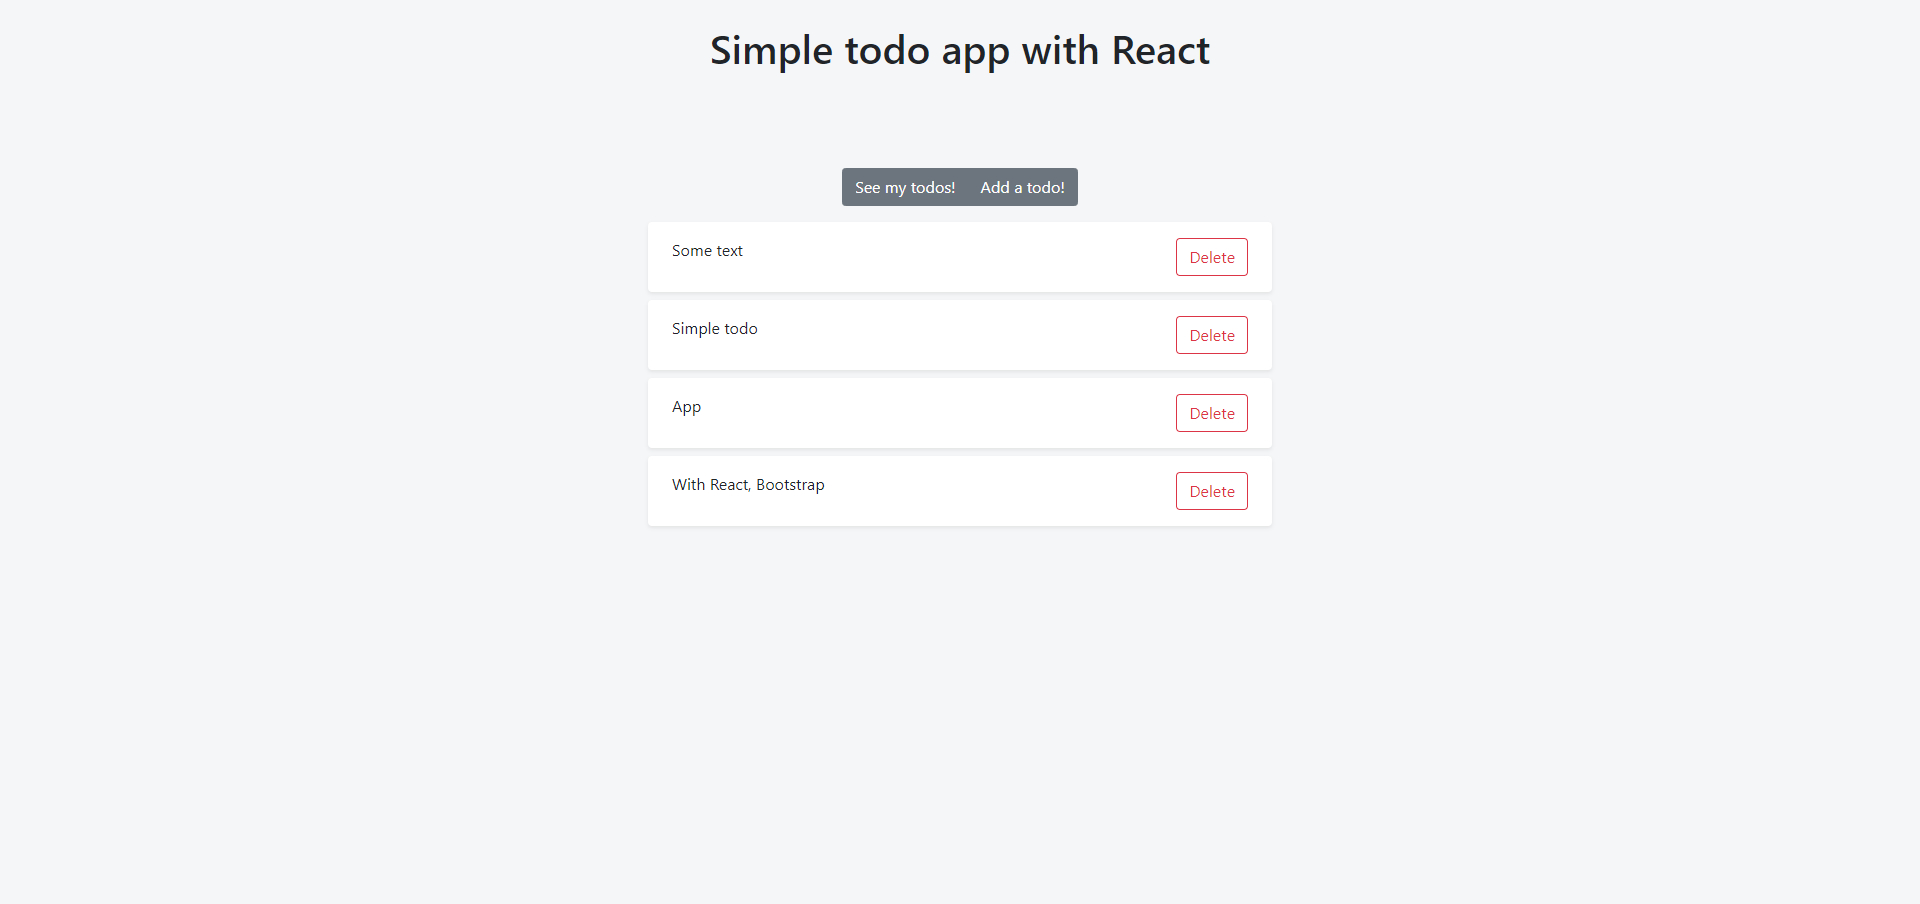 Simple todo app with React
See my todos! Add a todo!
Some text Delete
Simple todo Delete
App Delete
With React, Bootstrap Delete